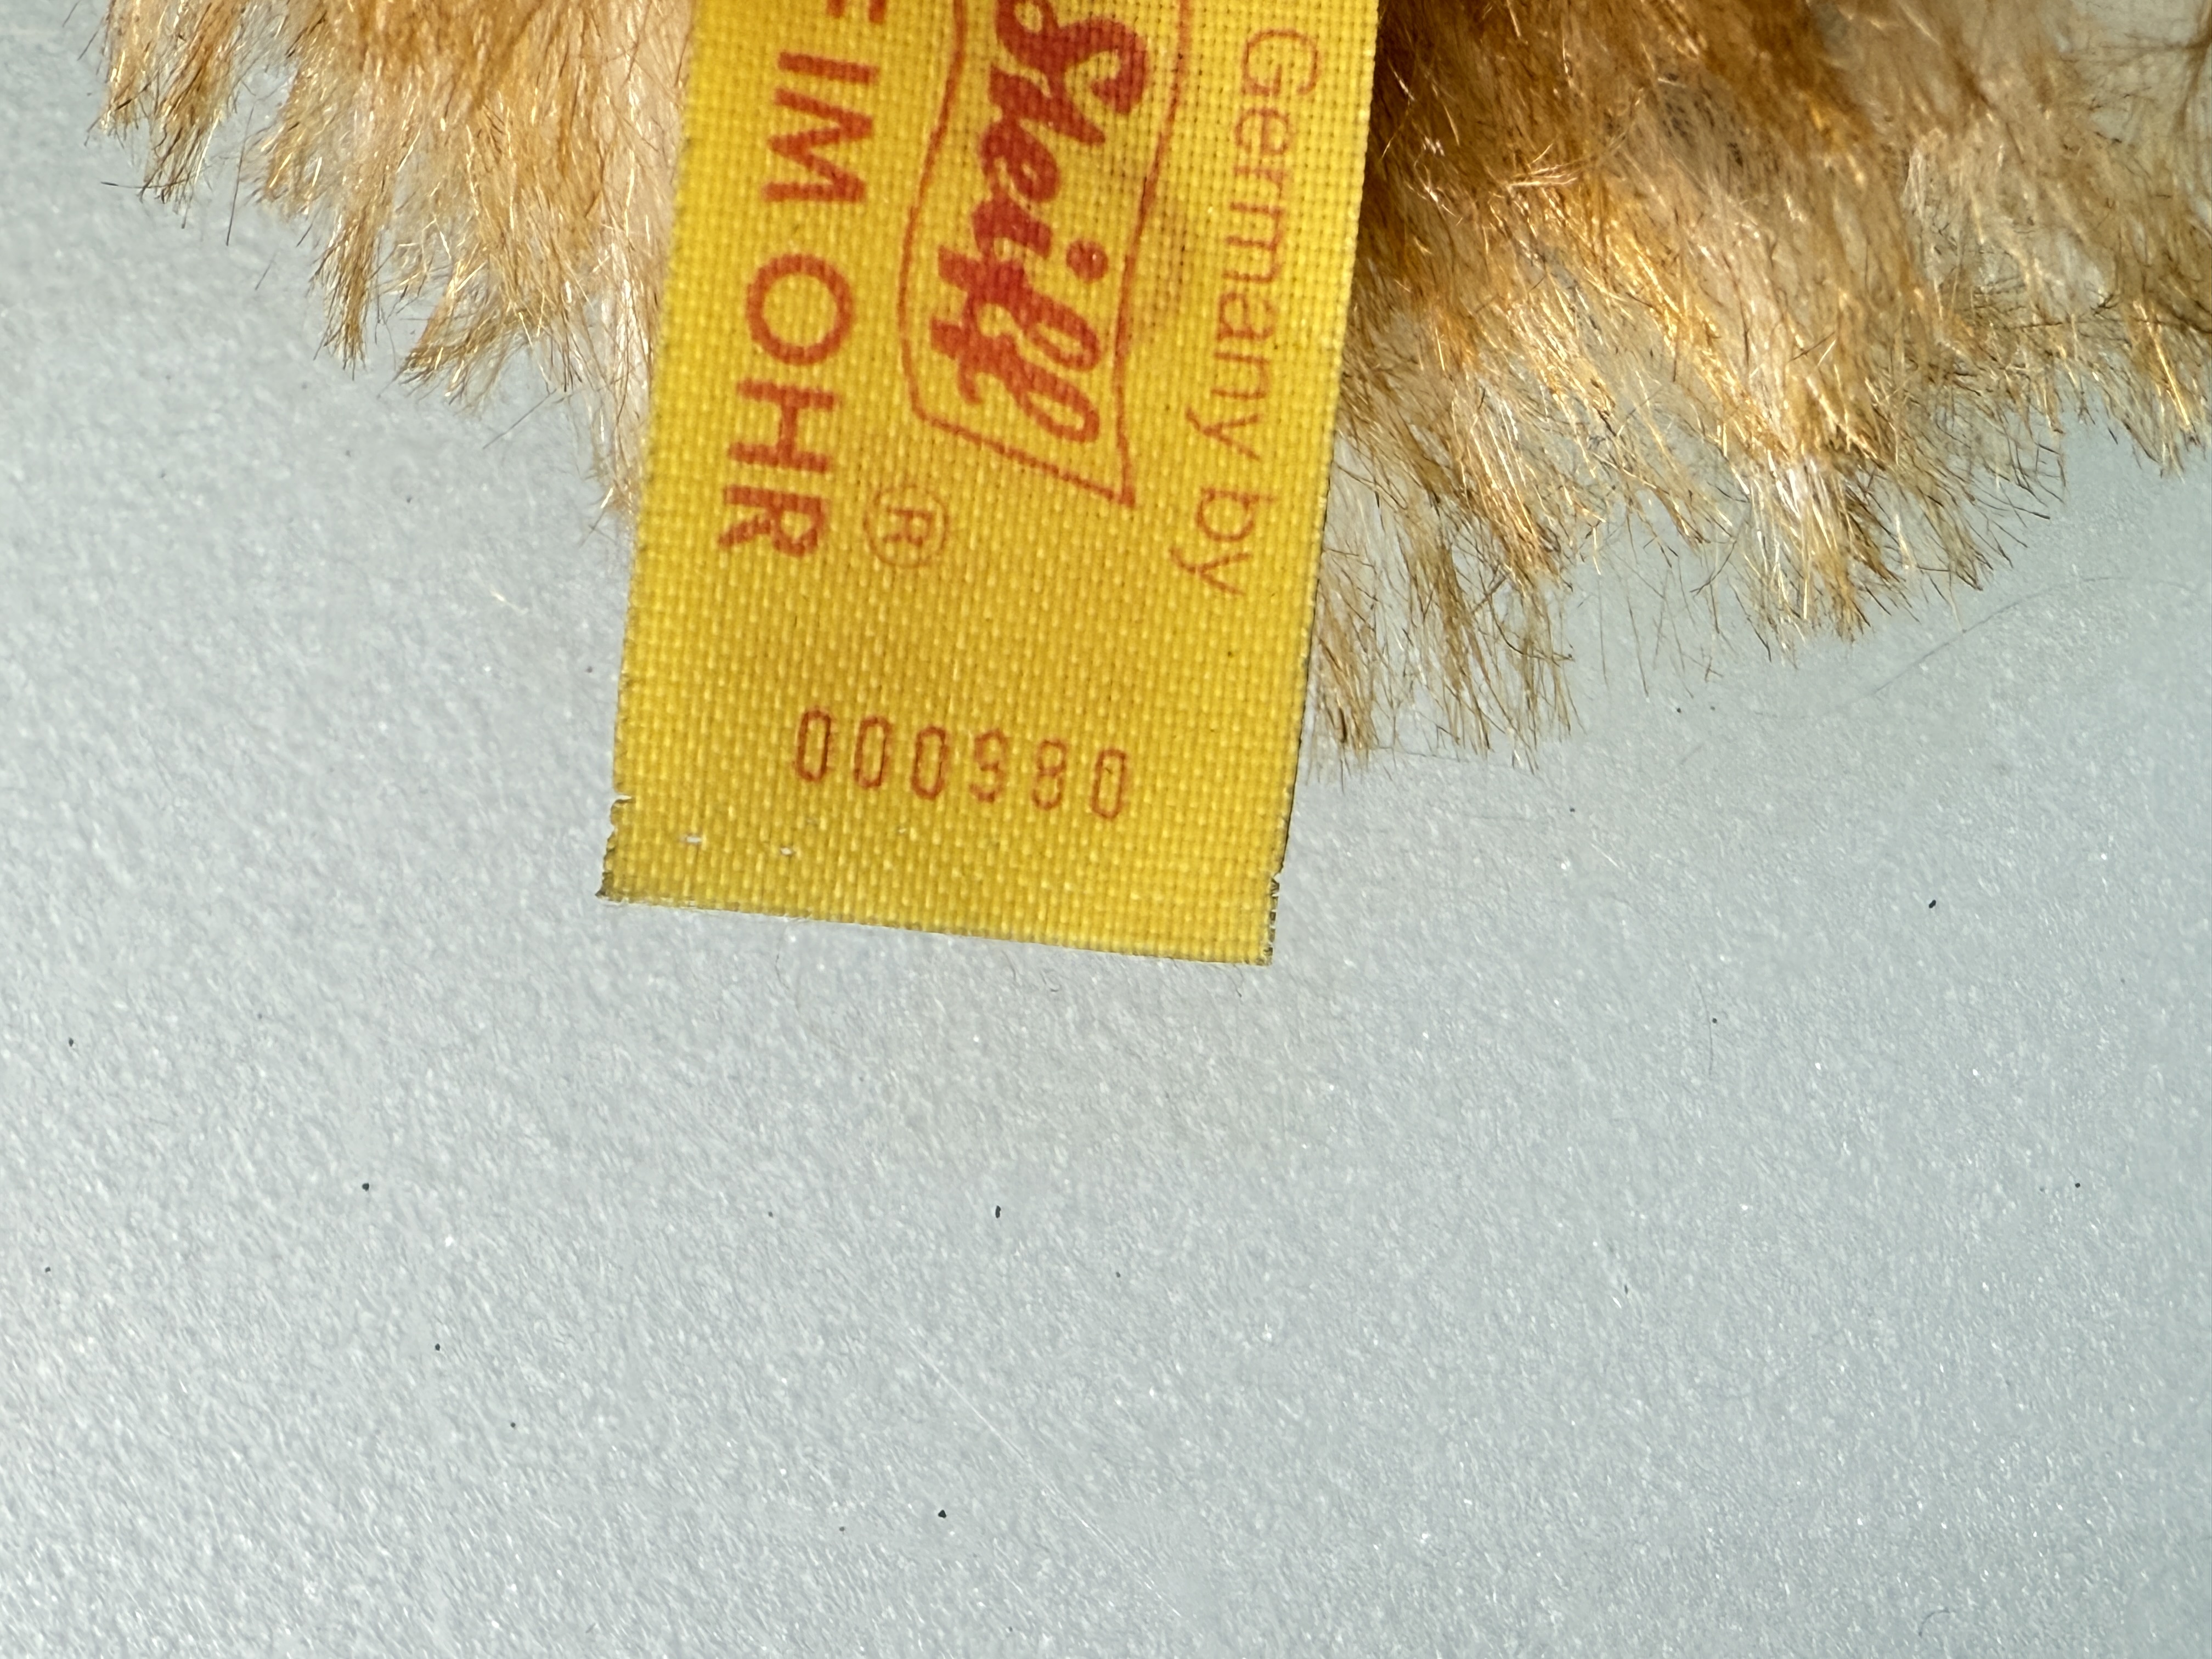 Germany by
Steiff
®
IM OHR
000980